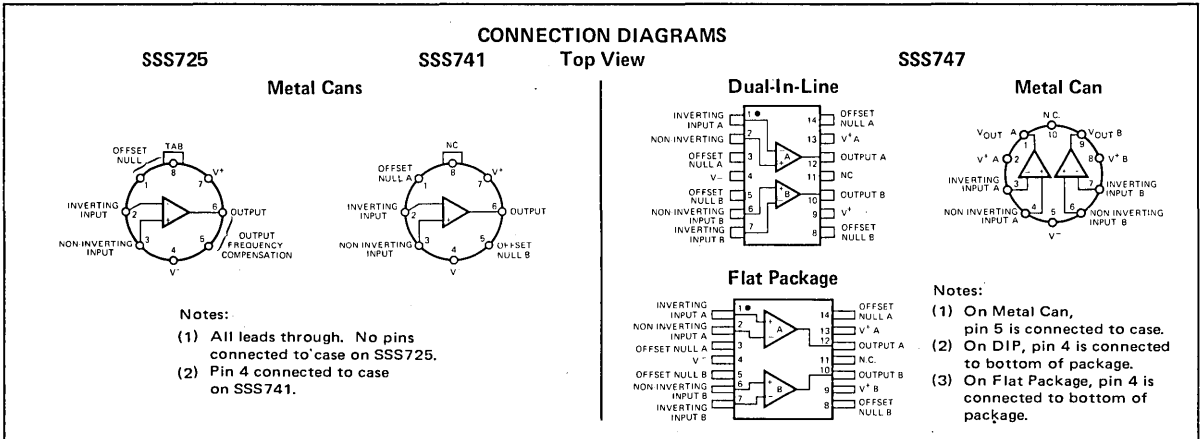 CONNECTION DIAGRAMS
SSS725
SSS741
Top View
SSS747
Metal Cans
OFFSET
NULL
TAB
8
1
7
V+
INVERTING
INPUT
2
6
OUTPUT
+
NON-INVERTING
INPUT
3
5
OUTPUT
FREQUENCY
COMPENSATION
4
V-
NC
8
OFFSET
NULL A
1
7
V+
INVERTING
INPUT
2
6
OUTPUT
+
NON INVERTING
INPUT
3
5
OFFSET
NULL B
4
V
Notes:
(1) All leads through. No pins
connected to case on SSS725.
(2) Pin 4 connected to case
on SSS741.
Dual-In-Line
INVERTING
INPUT A
1
14
OFFSET
NULL A
NON INVERTING
2
13
V+ A
OFFSET
NULL A
3
- A
+
12
OUTPUT A
V-
4
11
NC
OFFSET
NULL B
5
+ B
-
10
OUTPUT B
NON INVERTING
INPUT B
6
9
V+
INVERTING
INPUT B
7
8
OFFSET
NULL B
Flat Package
INVERTING
INPUT A
1
14
OFFSET
NULL A
NON INVERTING
INPUT A
2
+ A
-
13
V+ A
OFFSET NULL A
3
12
OUTPUT A
V-
4
11
N.C.
OFFSET NULL B
5
10
OUTPUT B
NON-INVERTING
INPUT B
6
+ B
-
9
V+ B
INVERTING
INPUT B
7
8
OFFSET
NULL B
Metal Can
N.C.
10
VOUT A
1
9
VOUT B
V+ A
2
8
V+ B
INVERTING
INPUT A
3
- +
- +
7
INVERTING
INPUT B
NON INVERTING
INPUT A
4
6
NON INVERTING
INPUT B
5
V-
Notes:
(1) On Metal Can,
pin 5 is connected to case.
(2) On DIP, pin 4 is connected
to bottom of package.
(3) On Flat Package, pin 4 is
connected to bottom of
package.